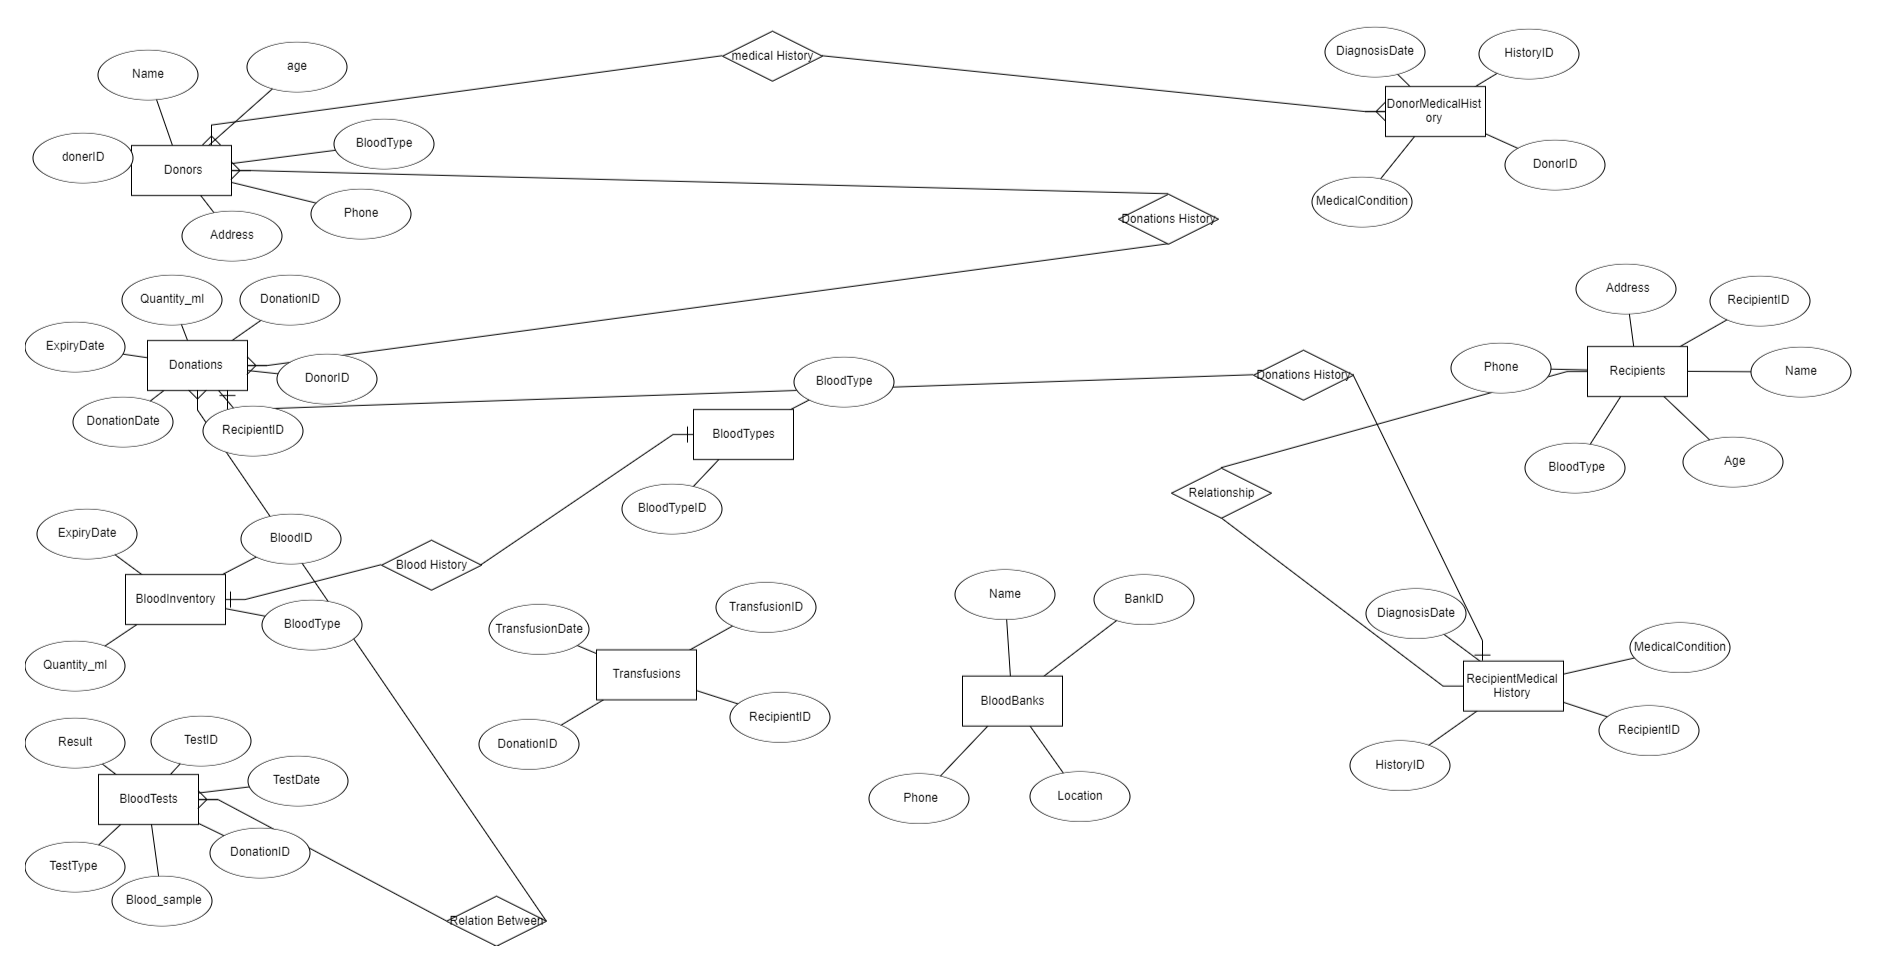 medical History
DiagnosisDate
HistoryID
DonorMedicalHist
ory
DonorID
MedicalCondition
Name
age
donerID
BloodType
Donors
Phone
Address
Donations History
Quantity_ml
DonationID
ExpiryDate
Donations
DonorID
DonationDate
RecipientID
BloodType
BloodTypes
BloodTypeID
Donations History
Address
RecipientID
Phone
Recipients
Name
BloodType
Age
Relationship
ExpiryDate
BloodID
BloodInventory
BloodType
Quantity_ml
Blood History
TransfusionDate
TransfusionID
Transfusions
RecipientID
DonationID
Name
BankID
BloodBanks
Phone
Location
DiagnosisDate
MedicalCondition
RecipientMedical
History
RecipientID
HistoryID
Result
TestID
TestDate
BloodTests
TestType
DonationID
Blood_sample
Relation Between